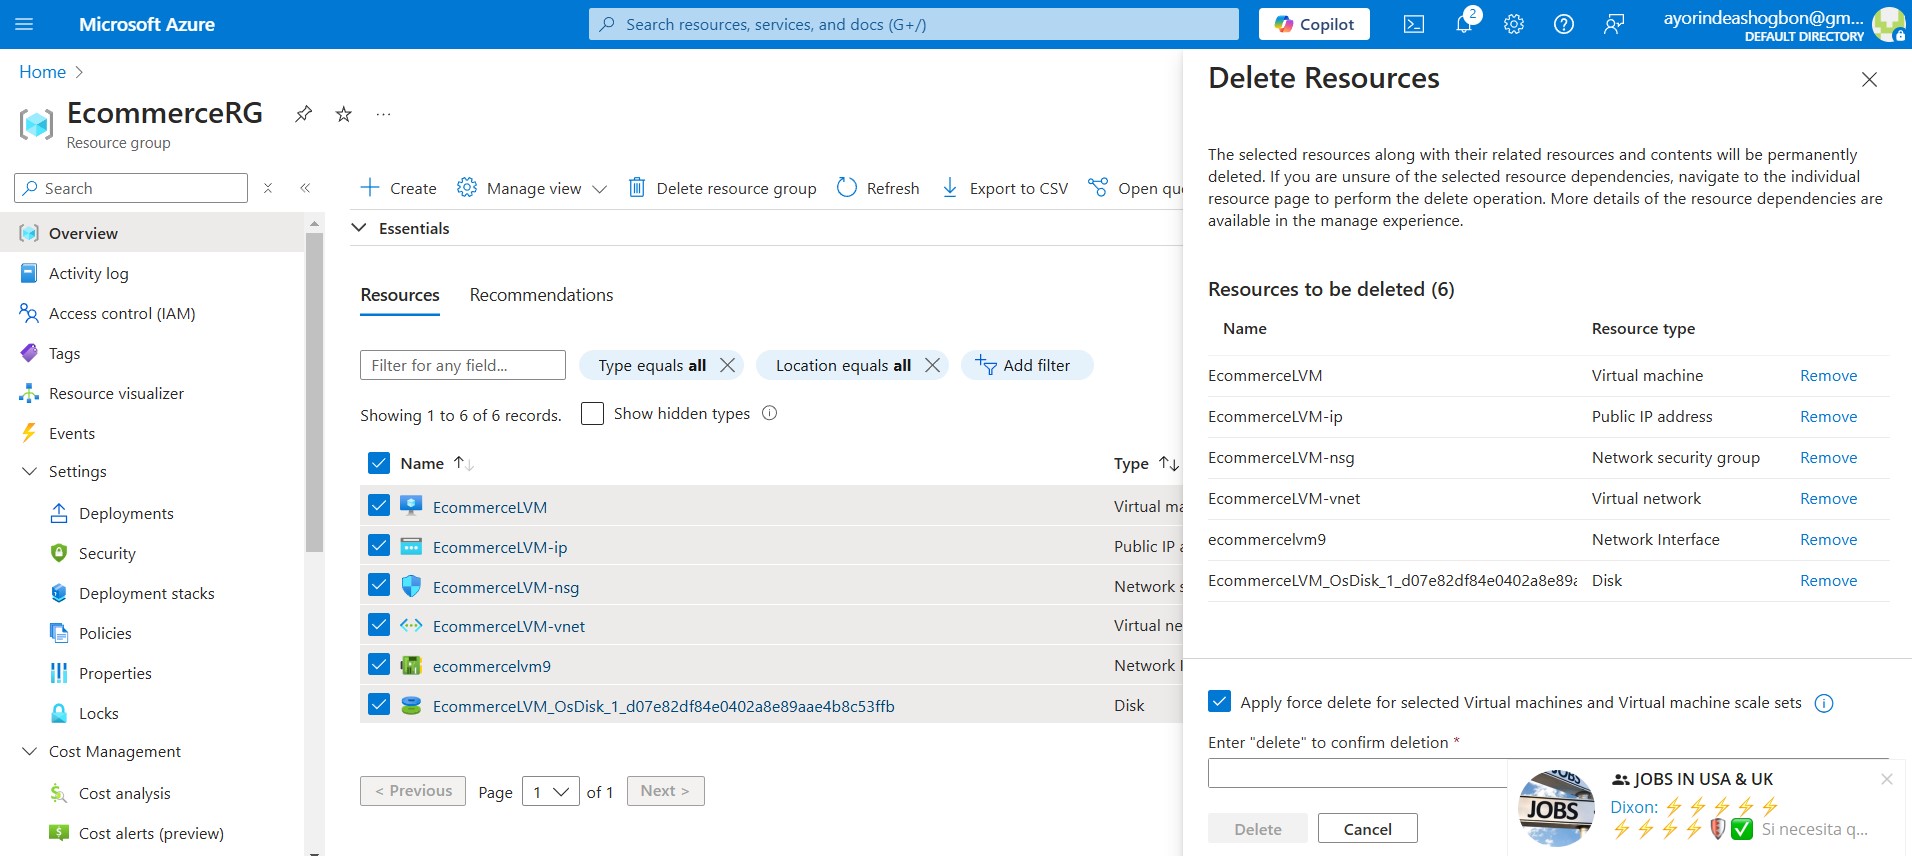 Microsoft Azure
Search resources, services, and docs (G+/)
Copilot
2
ayorindeashogbon@gm...
DEFAULT DIRECTORY
Home
EcommerceRG
Resource group
Search
Overview
Activity log
Access control (IAM)
Tags
Resource visualizer
Events
Settings
Deployments
Security
Deployment stacks
Policies
Properties
Locks
Cost Management
Cost analysis
Cost alerts (preview)
Create
Manage view
Delete resource group
Refresh
Export to CSV
Open qu
Essentials
Resources
Recommendations
Filter for any field...
Type equals all
Location equals all
Add filter
Showing 1 to 6 of 6 records.
Show hidden types
Name
Type
EcommerceLVM
Virtual ma
EcommerceLVM-ip
Public IP a
EcommerceLVM-nsg
Network s
EcommerceLVM-vnet
Virtual ne
ecommercelvm9
Network I
EcommerceLVM_OsDisk_1_d07e82df84e0402a8e89aae4b8c53ffb
Disk
< Previous
Page
1
of 1
Next >
Delete Resources
The selected resources along with their related resources and contents will be permanently
deleted. If you are unsure of the selected resource dependencies, navigate to the individual
resource page to perform the delete operation. More details of the resource dependencies are
available in the manage experience.
Resources to be deleted (6)
Name
Resource type
EcommerceLVM
Virtual machine
Remove
EcommerceLVM-ip
Public IP address
Remove
EcommerceLVM-nsg
Network security group
Remove
EcommerceLVM-vnet
Virtual network
Remove
ecommercelvm9
Network Interface
Remove
EcommerceLVM_OsDisk_1_d07e82df84e0402a8e89a
Disk
Remove
Apply force delete for selected Virtual machines and Virtual machine scale sets
Enter "delete" to confirm deletion *
Delete
Cancel
JOBS
JOBS
JOBS IN USA & UK
Dixon: ⚡⚡⚡⚡⚡
⚡⚡⚡⚡🛡️✅ Si necesita q...